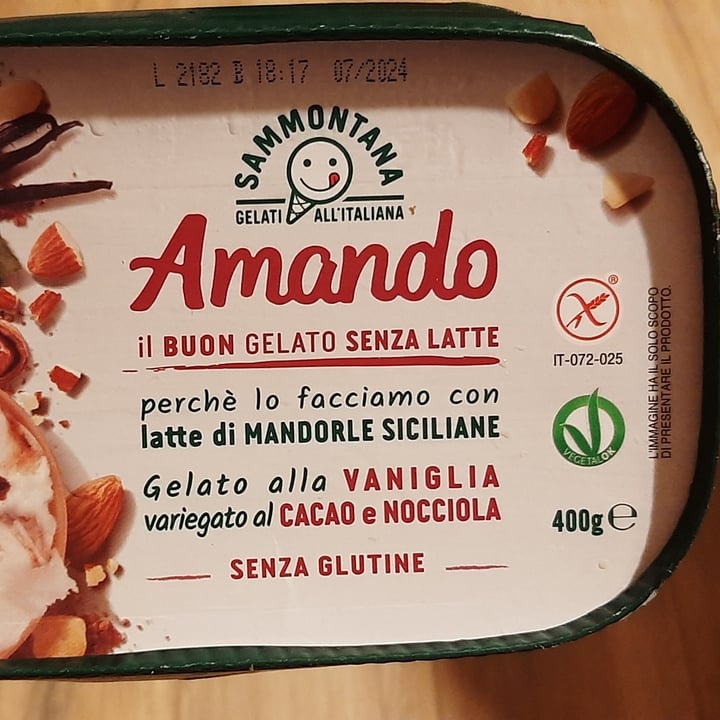 L 2182 B 18:17 07/2024
SAMMONTANA
GELATI ALL'ITALIANA
Amando
il BUON GELATO SENZA LATTE
perchè lo facciamo con
latte di MANDORLE SICILIANE
Gelato alla VANIGLIA
variegato al CACAO e NOCCIOLA
SENZA GLUTINE
®
IT-072-025
VEGETALOK
400g℮
L'IMMAGINE HA IL SOLO SCOPO
DI PRESENTARE IL PRODOTTO.